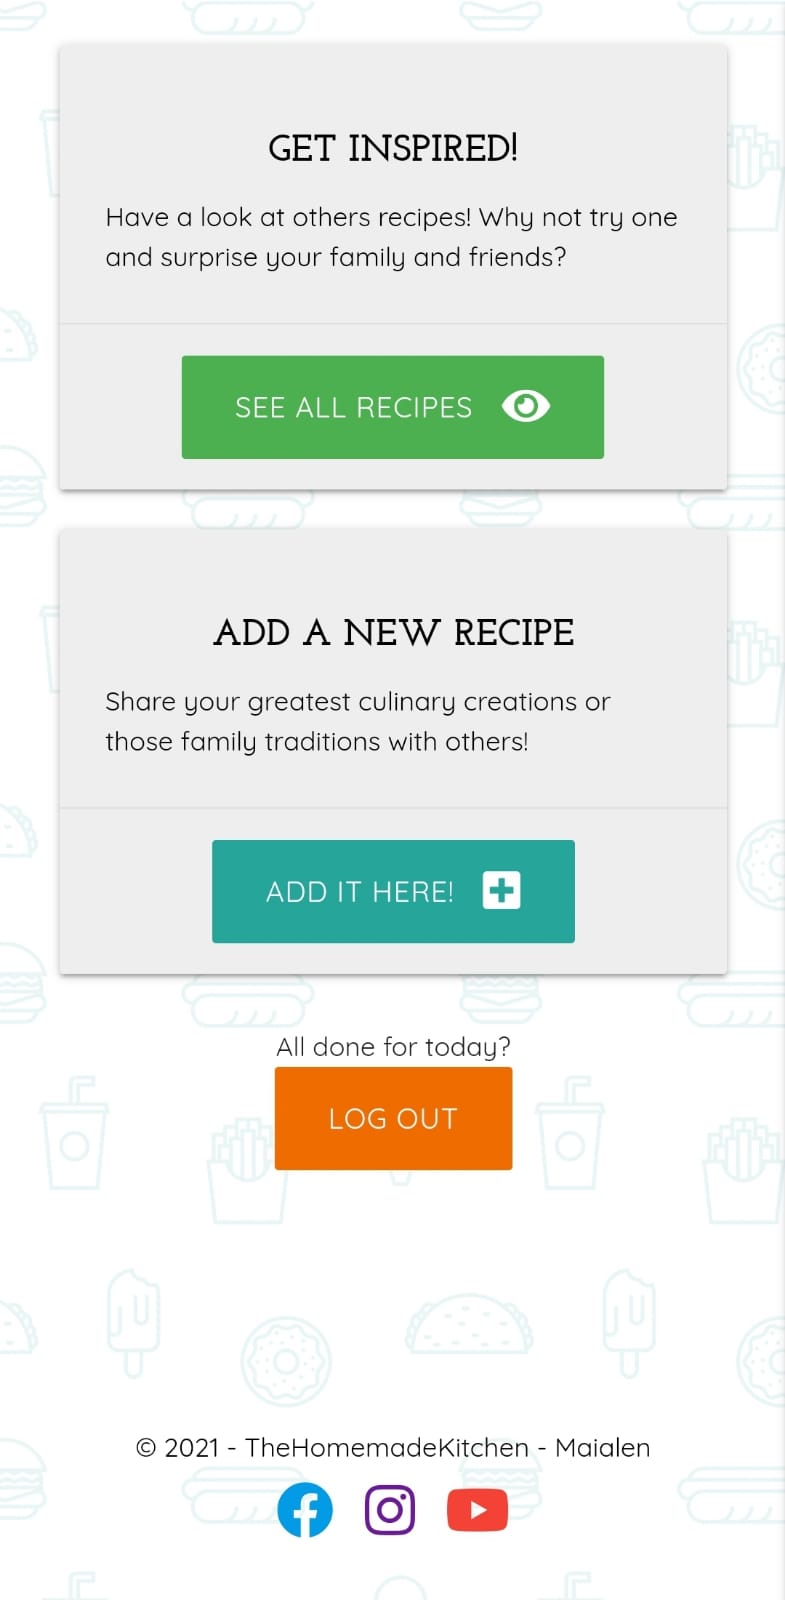 GET INSPIRED!
Have a look at others recipes! Why not try one
and surprise your family and friends?
SEE ALL RECIPES
ADD A NEW RECIPE
Share your greatest culinary creations or
those family traditions with others!
ADD IT HERE!
All done for today?
LOG OUT
© 2021 - TheHomemadeKitchen - Maialen